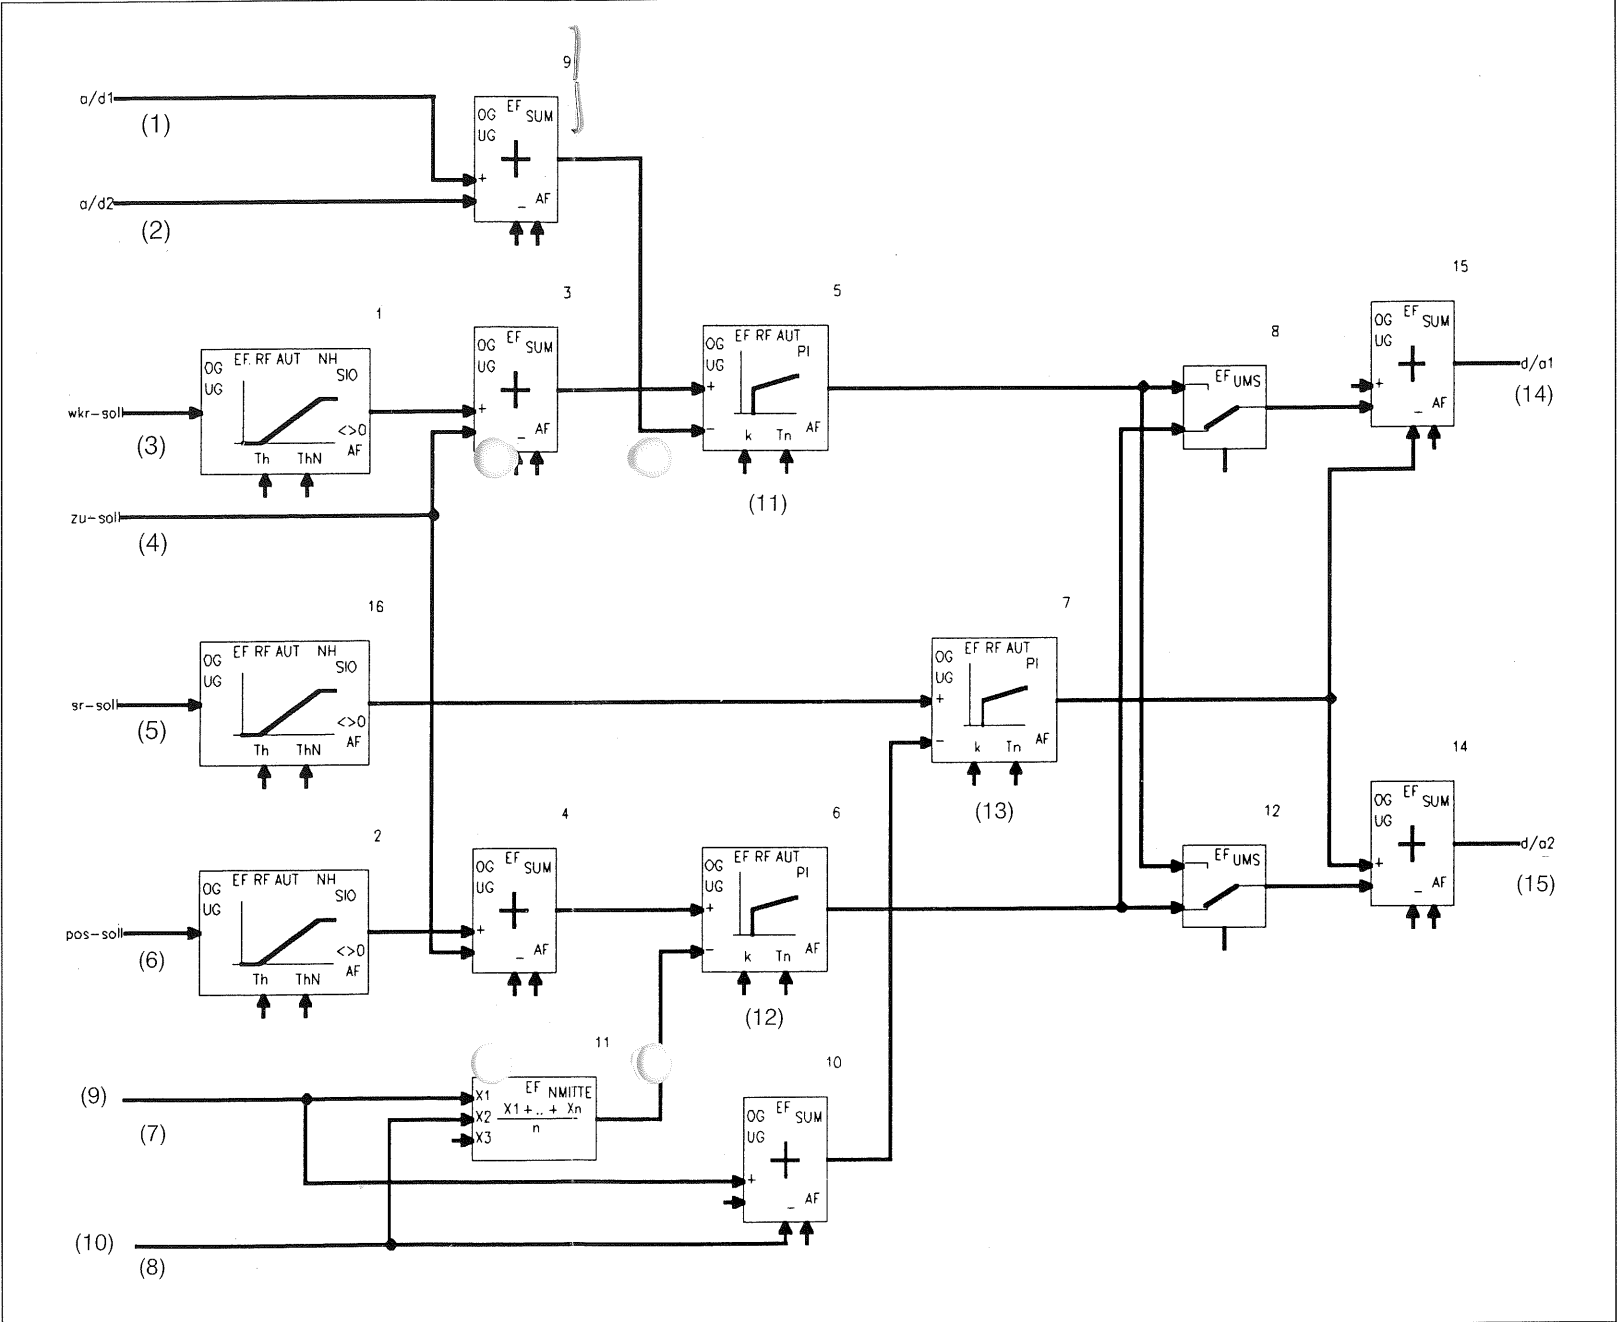 9
a/d1
(1)
OG EF SUM
UG
+
a/d2
_ AF
(2)
15
3
5
1
8
OG EF SUM
UG
OG EF RF AUT
UG PI
OG EF SUM
UG
OG EF. RF AUT NH
UG SIO
d/a1
(14)
EF UMS
+
+
+
_ AF
wkr-soll
(3)
<>0
AF
Th ThN
_ AF
-
k Tn AF
(11)
zu-soll
(4)
16
7
OG EF RF AUT NH
UG SIO
OG EF RF AUT
UG PI
+
sr-soll
(5)
<>0
AF
Th ThN
-
k Tn AF
(13)
14
2
4
6
12
OG EF SUM
UG
OG EF RF AUT NH
UG SIO
OG EF SUM
UG
OG EF RF AUT
UG PI
EF UMS
d/a2
(15)
+
_ AF
pos-soll
(6)
<>0
AF
Th ThN
+
_ AF
+
-
k Tn AF
(12)
11
10
(9)
(7)
X1 EF NMITTE
X2 X1 + .. + Xn
n
X3
OG EF SUM
UG
+
_ AF
(10)
(8)